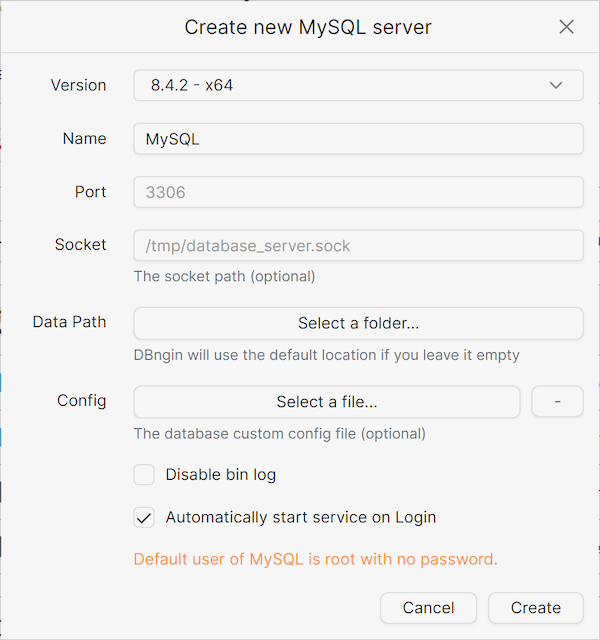 Create new MySQL server
Version
8.4.2 - x64
Name
MySQL
Port
3306
Socket
/tmp/database_server.sock
The socket path (optional)
Data Path
Select a folder...
DBngin will use the default location if you leave it empty
Config
Select a file...
-
The database custom config file (optional)
Disable bin log
Automatically start service on Login
Default user of MySQL is root with no password.
Cancel
Create